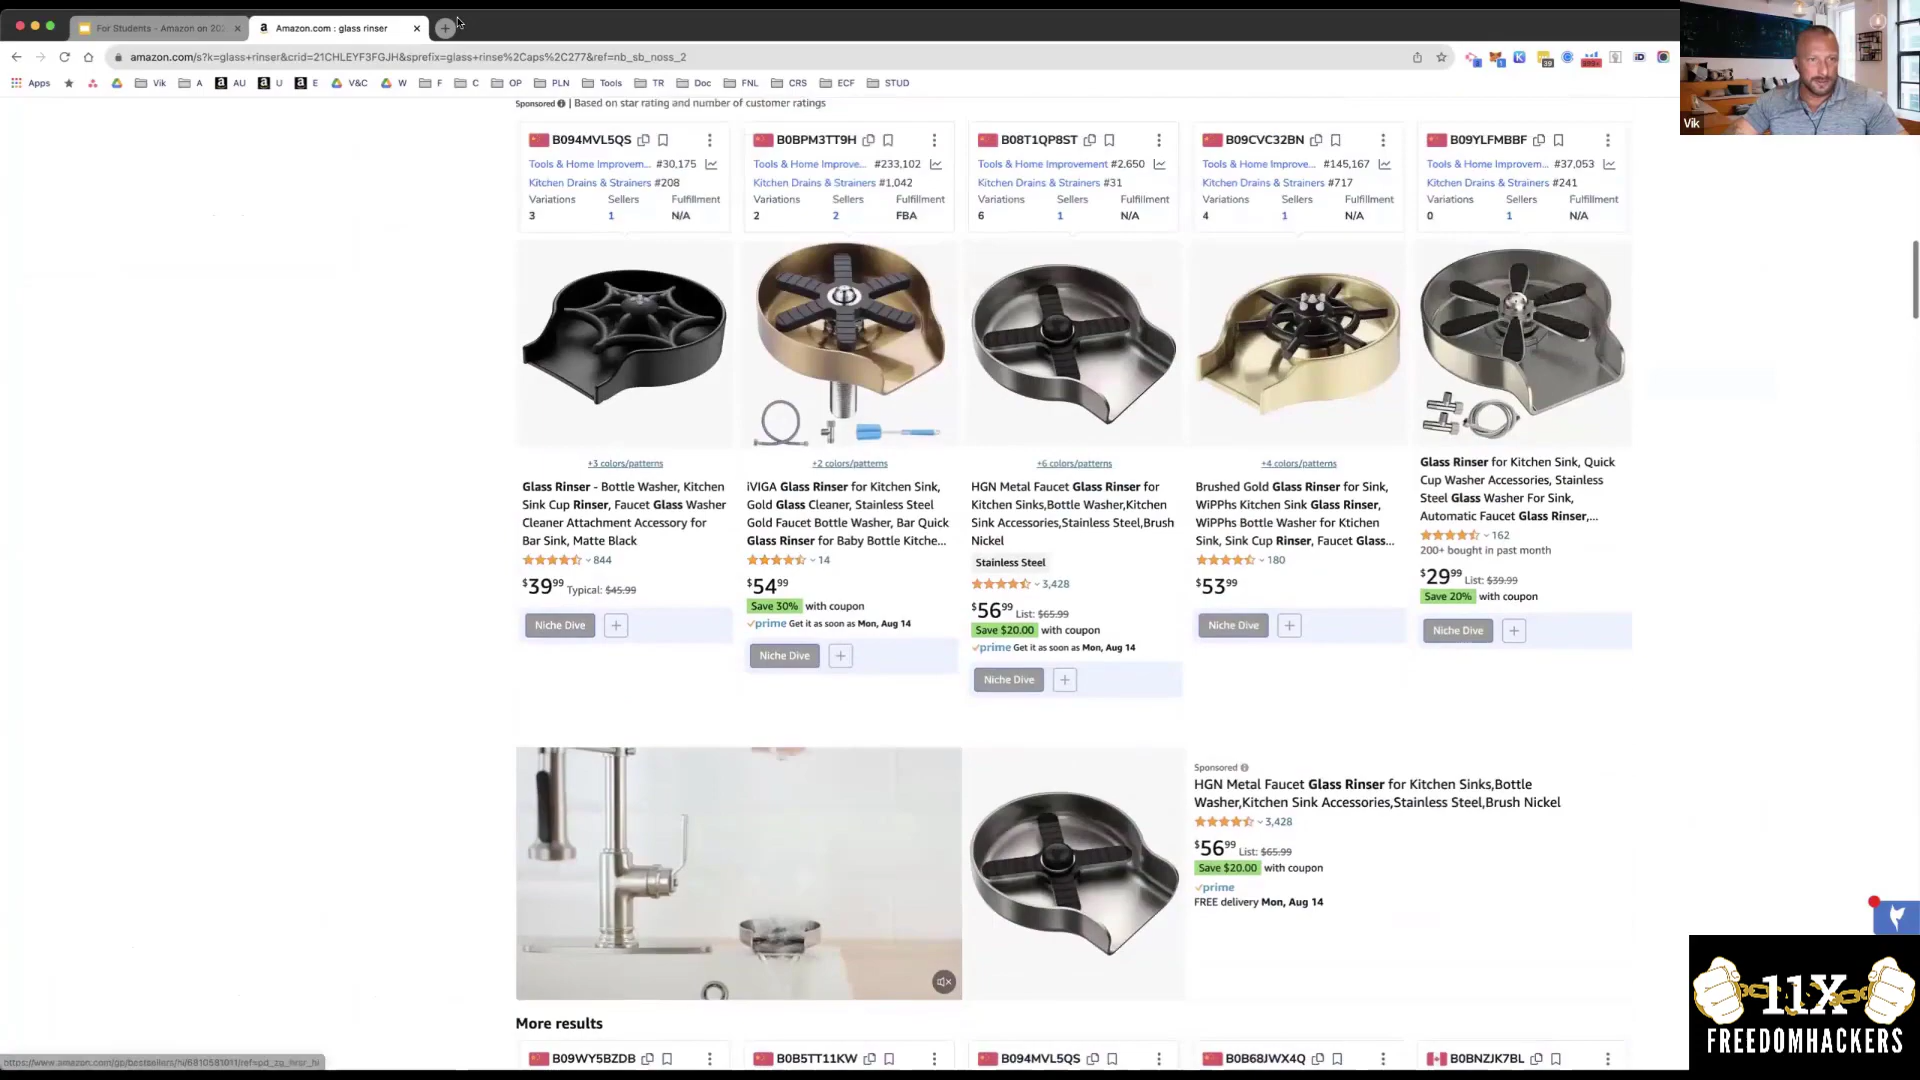 For Students - Amazon on 202
Amazon.com : glass rinser
amazon.com/s?k=glass+rinser&crid=21CHLEYF3FGJH&sprefix=glass+rinse%2Caps%2C277&ref=nb_sb_noss_2
Apps Vik A AU U E V&C W F C OP PLN Tools TR Doc FNL CRS ECF STUD
Vik
Sponsored | Based on star rating and number of customer ratings
B094MVL5QS
Tools & Home Improvem... #30,175
Kitchen Drains & Strainers #208
Variations Sellers Fulfillment
3 1 N/A
B0BPM3TT9H
Tools & Home Improve... #233,102
Kitchen Drains & Strainers #1,042
Variations Sellers Fulfillment
2 2 FBA
B08T1QP8ST
Tools & Home Improvement #2,650
Kitchen Drains & Strainers #31
Variations Sellers Fulfillment
6 1 N/A
B09CVC32BN
Tools & Home Improve... #145,167
Kitchen Drains & Strainers #717
Variations Sellers Fulfillment
4 1 N/A
B09YLFMBBF
Tools & Home Improvem... #37,053
Kitchen Drains & Strainers #241
Variations Sellers Fulfillment
0 1 N/A
+3 colors/patterns
Glass Rinser - Bottle Washer, Kitchen
Sink Cup Rinser, Faucet Glass Washer
Cleaner Attachment Accessory for
Bar Sink, Matte Black
844
$39.99 Typical: $45.99
Niche Dive +
+2 colors/patterns
iVIGA Glass Rinser for Kitchen Sink,
Gold Glass Cleaner, Stainless Steel
Gold Faucet Bottle Washer, Bar Quick
Glass Rinser for Baby Bottle Kitche...
14
$54.99
Save 30% with coupon
prime Get it as soon as Mon, Aug 14
Niche Dive +
+6 colors/patterns
HGN Metal Faucet Glass Rinser for
Kitchen Sinks,Bottle Washer,Kitchen
Sink Accessories,Stainless Steel,Brush
Nickel
Stainless Steel
3,428
$56.99 List: $65.99
Save $20.00 with coupon
prime Get it as soon as Mon, Aug 14
Niche Dive +
+4 colors/patterns
Brushed Gold Glass Rinser for Sink,
WiPPhs Kitchen Sink Glass Rinser,
WiPPhs Bottle Washer for Ktichen
Sink, Sink Cup Rinser, Faucet Glass...
180
$53.99
Niche Dive +
Glass Rinser for Kitchen Sink, Quick
Cup Washer Accessories, Stainless
Steel Glass Washer For Sink,
Automatic Faucet Glass Rinser,...
162
200+ bought in past month
$29.99 List: $39.99
Save 20% with coupon
Niche Dive +
Sponsored
HGN Metal Faucet Glass Rinser for Kitchen Sinks,Bottle
Washer,Kitchen Sink Accessories,Stainless Steel,Brush Nickel
3,428
$56.99 List: $65.99
Save $20.00 with coupon
prime
FREE delivery Mon, Aug 14
More results
B09WY5BZDB B0B5TT11KW B094MVL5QS B0B68JWX4Q B0BNZJK7BL
11X
FREEDOMHACKERS